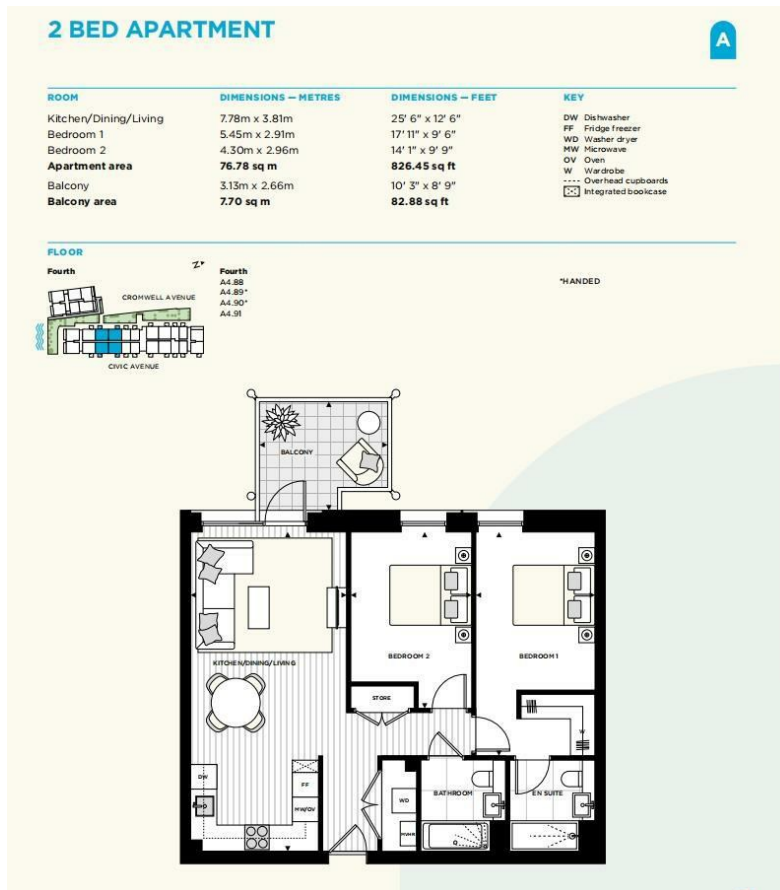 2 BED APARTMENT
A
ROOM DIMENSIONS — METRES DIMENSIONS — FEET KEY
Kitchen/Dining/Living 7.78m x 3.81m 25' 6" x 12' 6"
Bedroom 1 5.45m x 2.91m 17' 11" x 9' 6"
Bedroom 2 4.30m x 2.96m 14' 1" x 9' 9"
Apartment area 76.78 sq m 826.45 sq ft
Balcony 3.13m x 2.66m 10' 3" x 8' 9"
Balcony area 7.70 sq m 82.88 sq ft
DW Dishwasher
FF Fridge freezer
WD Washer dryer
MW Microwave
OV Oven
W Wardrobe
Overhead cupboards
Integrated bookcase
FLOOR
Fourth
N
CROMWELL AVENUE
CIVIC AVENUE
Fourth
A4.88
A4.89*
A4.90*
A4.91
*HANDED
BALCONY
BEDROOM 2
BEDROOM 1
KITCHEN/DINING/LIVING
STORE
W
DW
FF
MW/OV
WD
MVHR
BATHROOM
EN SUITE